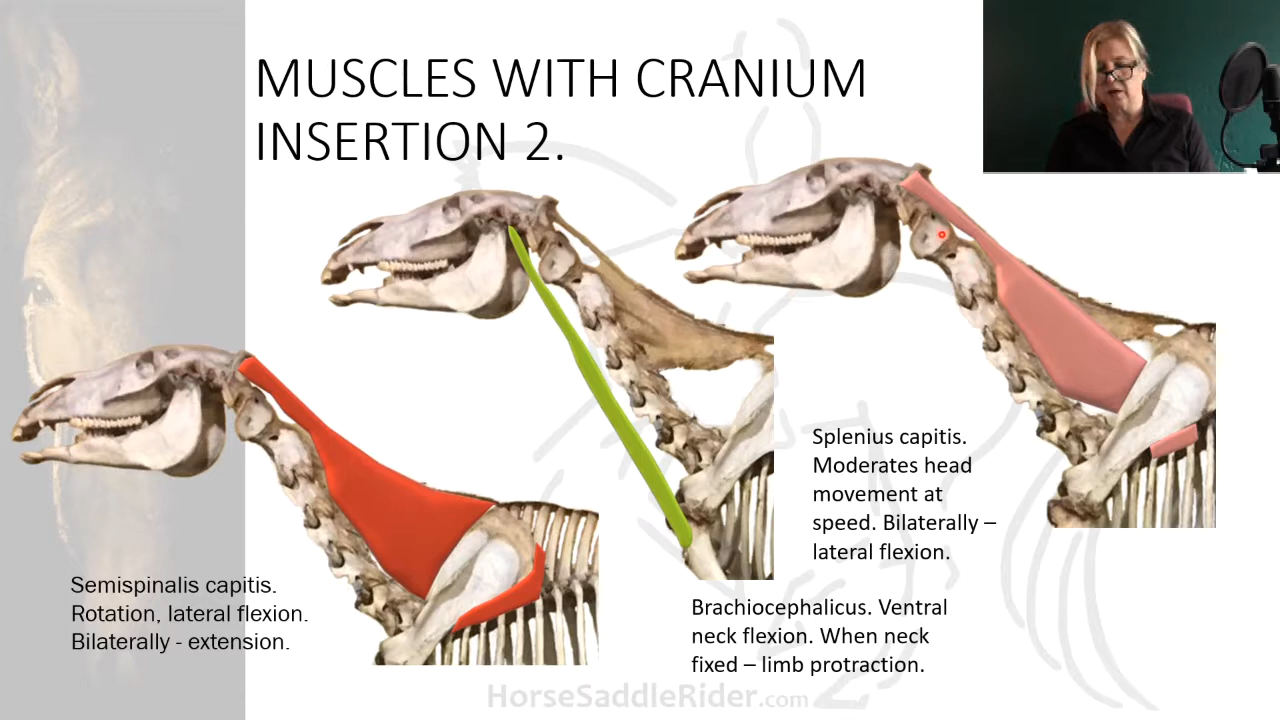 MUSCLES WITH CRANIUM
INSERTION 2.
Semispinalis capitis.
Rotation, lateral flexion.
Bilaterally - extension.
Brachiocephalicus. Ventral
neck flexion. When neck
fixed – limb protraction.
Splenius capitis.
Moderates head
movement at
speed. Bilaterally –
lateral flexion.
HorseSaddleRider.com